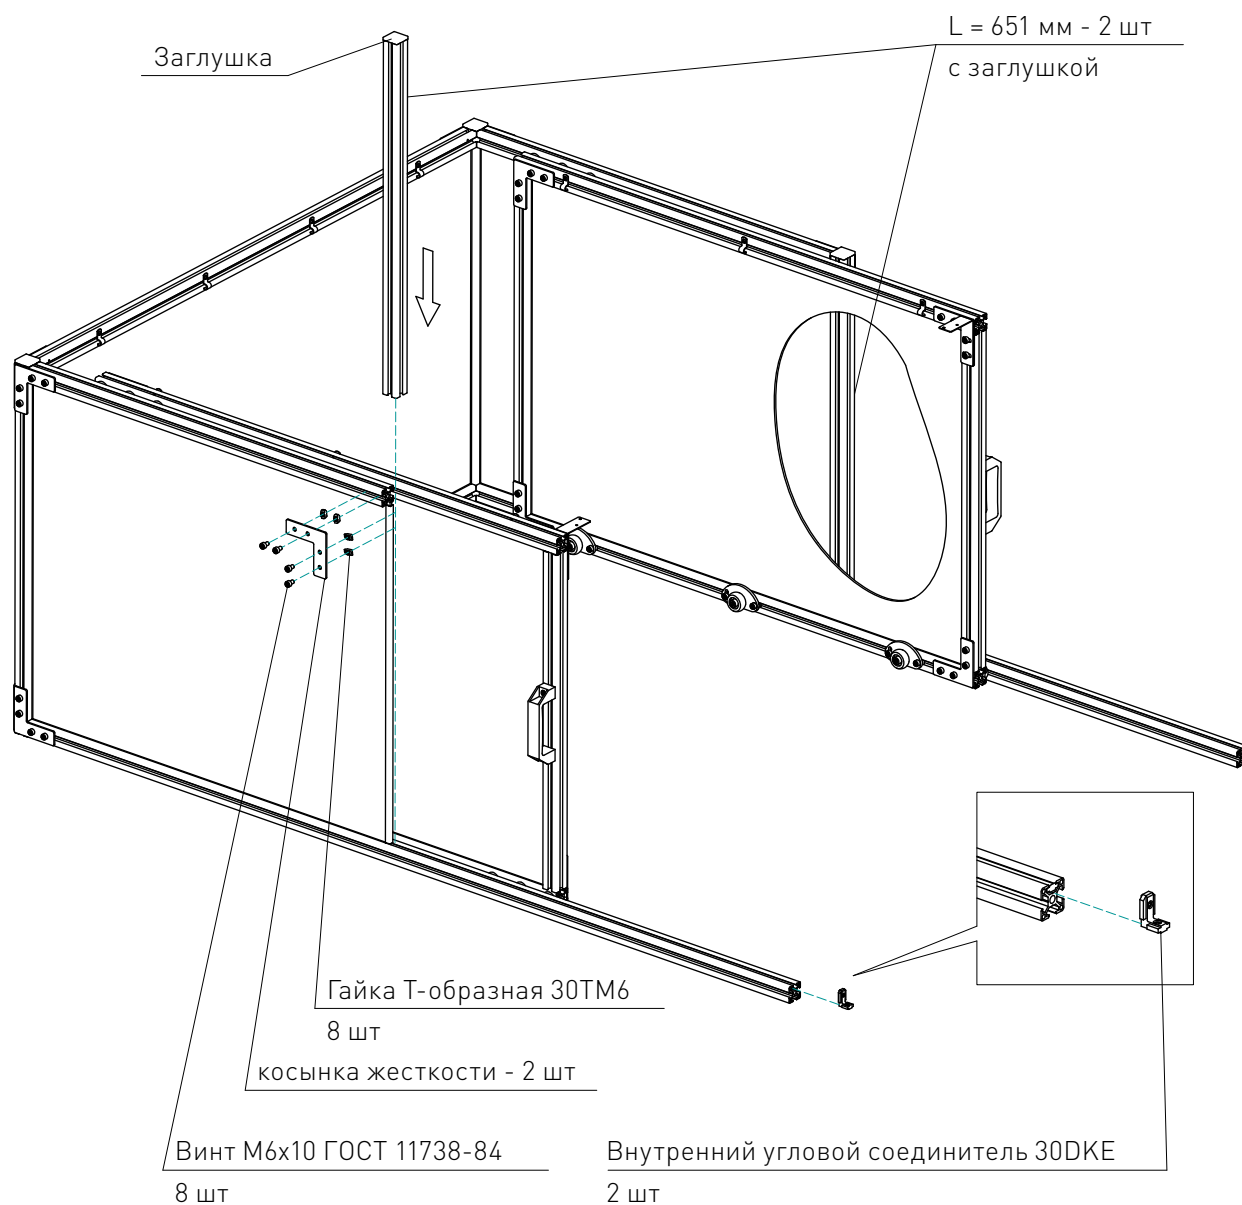 L = 651 мм - 2 шт
с заглушкой
Заглушка
Гайка Т-образная 30ТМ6
8 шт
косынка жесткости - 2 шт
Винт М6х10 ГОСТ 11738-84
8 шт
Внутренний угловой соединитель 30DKE
2 шт